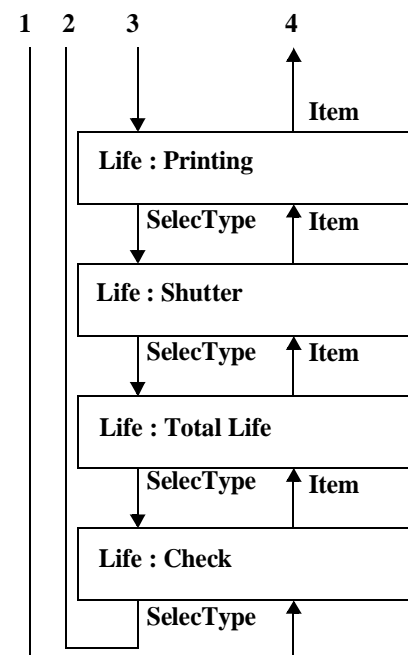 1 2 3 4
Item
Life : Printing
SelecType Item
Life : Shutter
SelecType Item
Life : Total Life
SelecType Item
Life : Check
SelecType